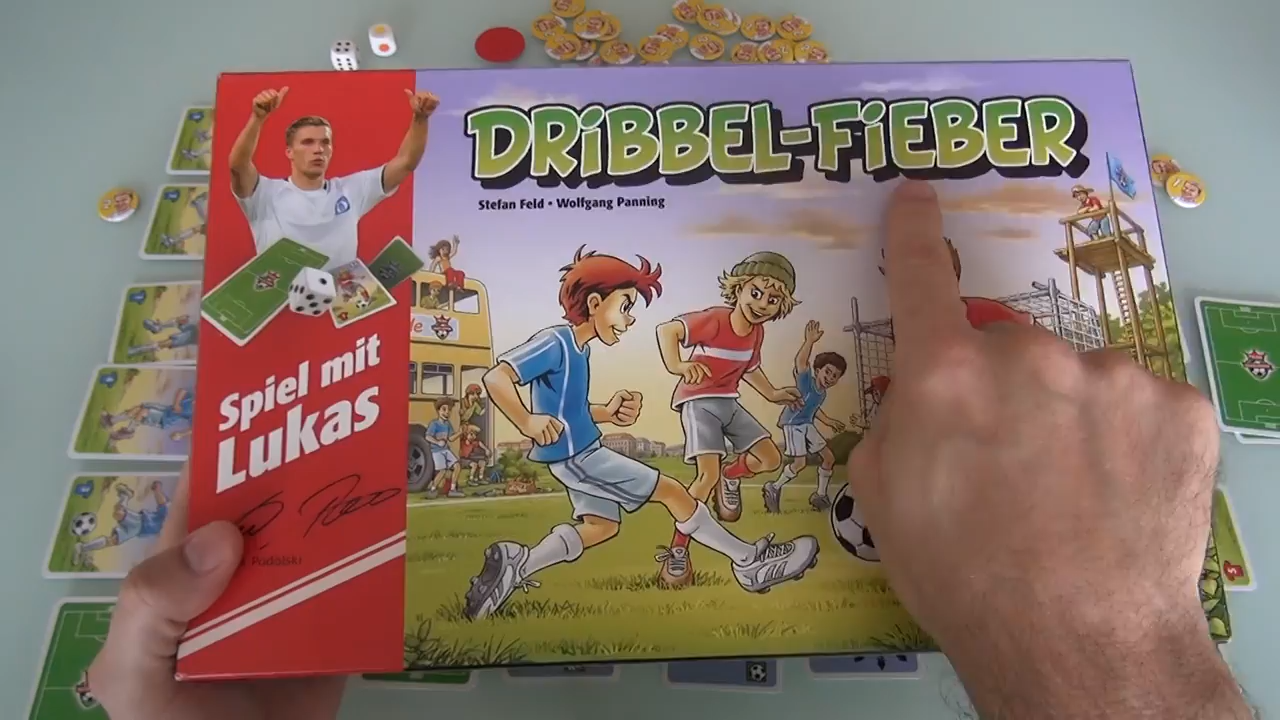 DRiBBEL-FiEBER
Stefan Feld • Wolfgang Panning
Spiel mit
Lukas
Podolski